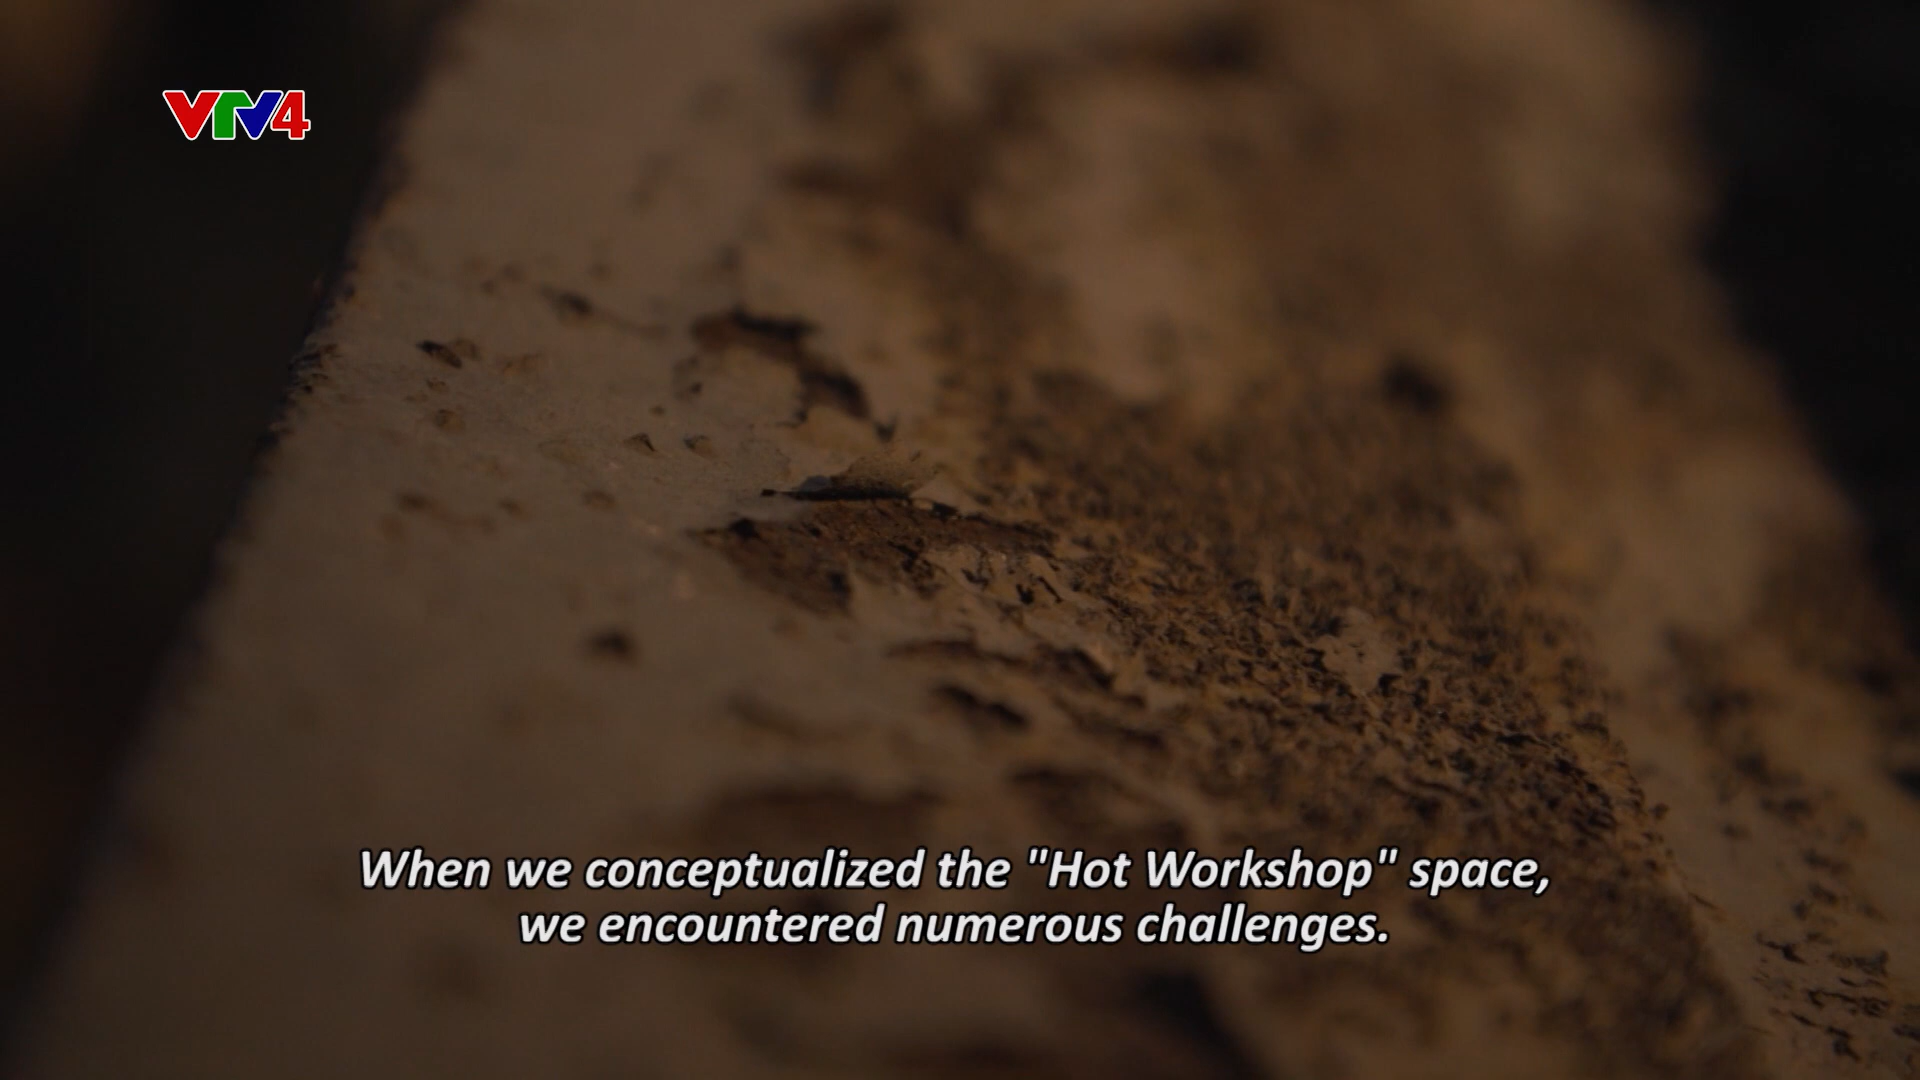 VTV4
When we conceptualized the "Hot Workshop" space,
we encountered numerous challenges.